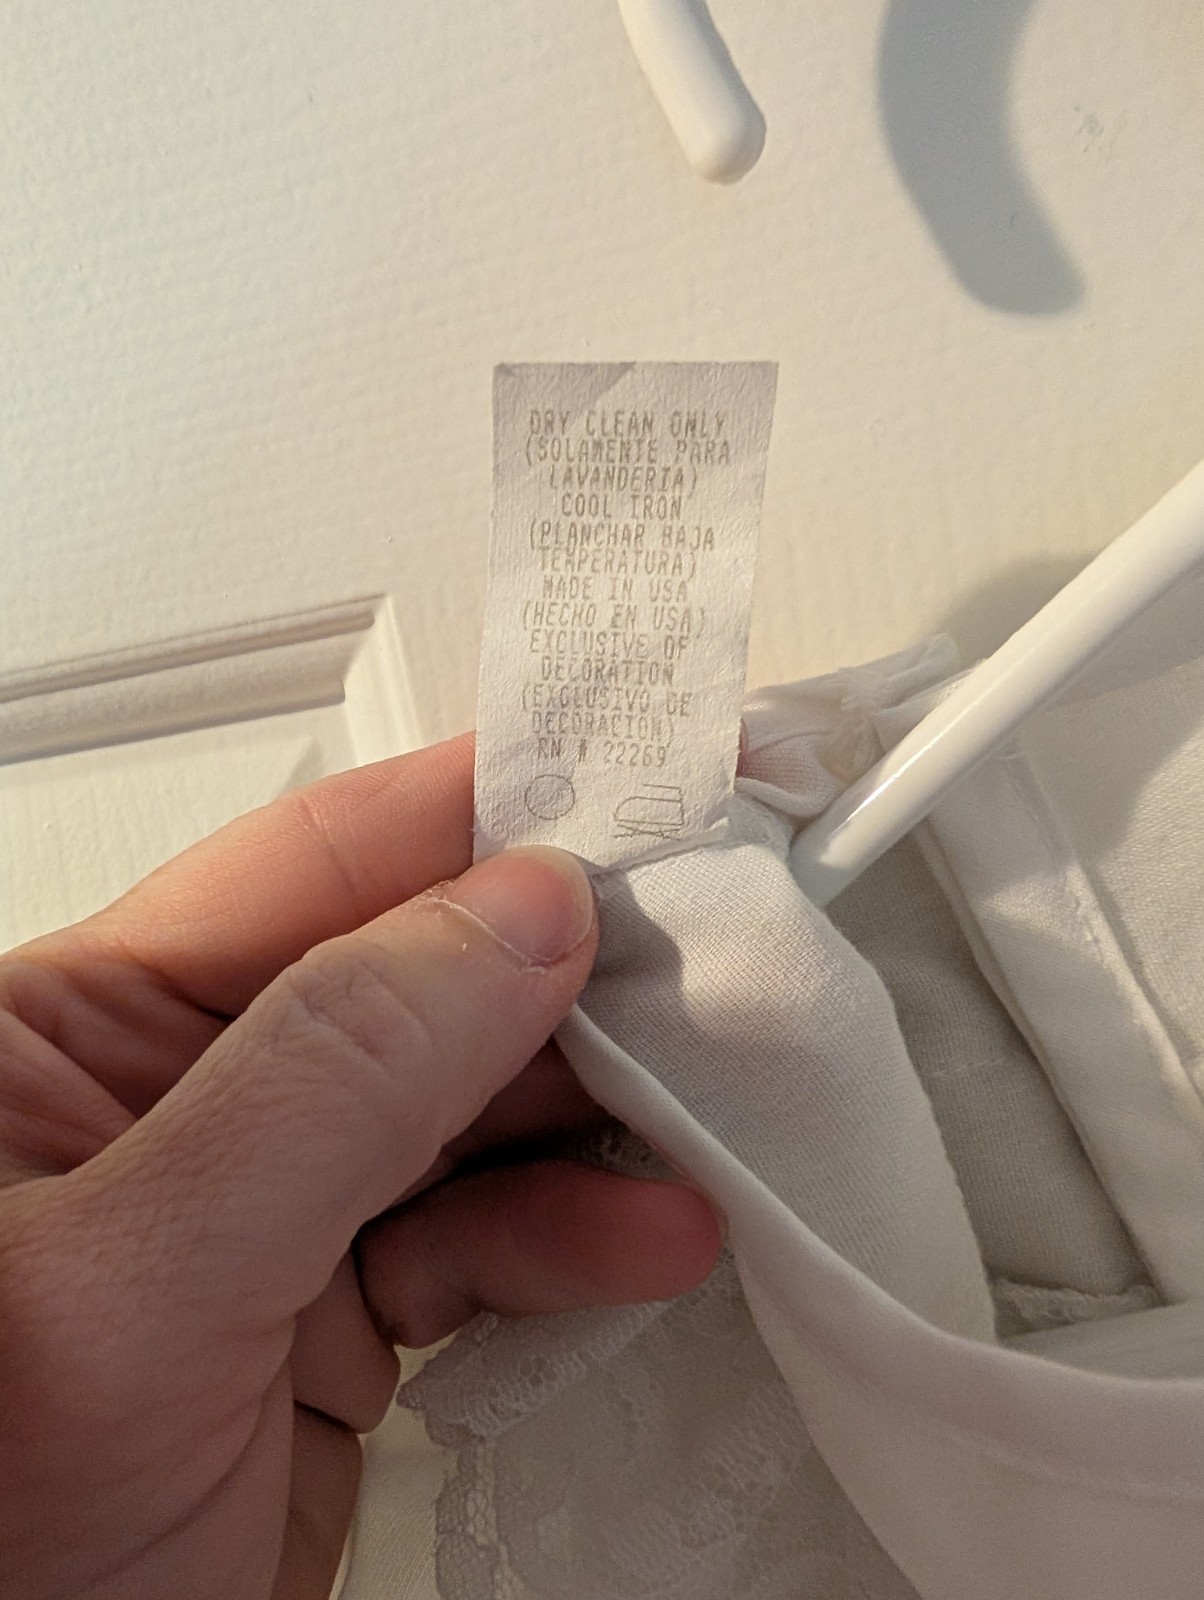 DRY CLEAN ONLY
(SOLAMENTE PARA
LAVANDERIA)
COOL IRON
(PLANCHAR BAJA
TEMPERATURA)
MADE IN USA
(HECHO EN USA)
EXCLUSIVE OF
DECORATION
(EXCLUSIVO DE
DECORACION)
RN # 22269